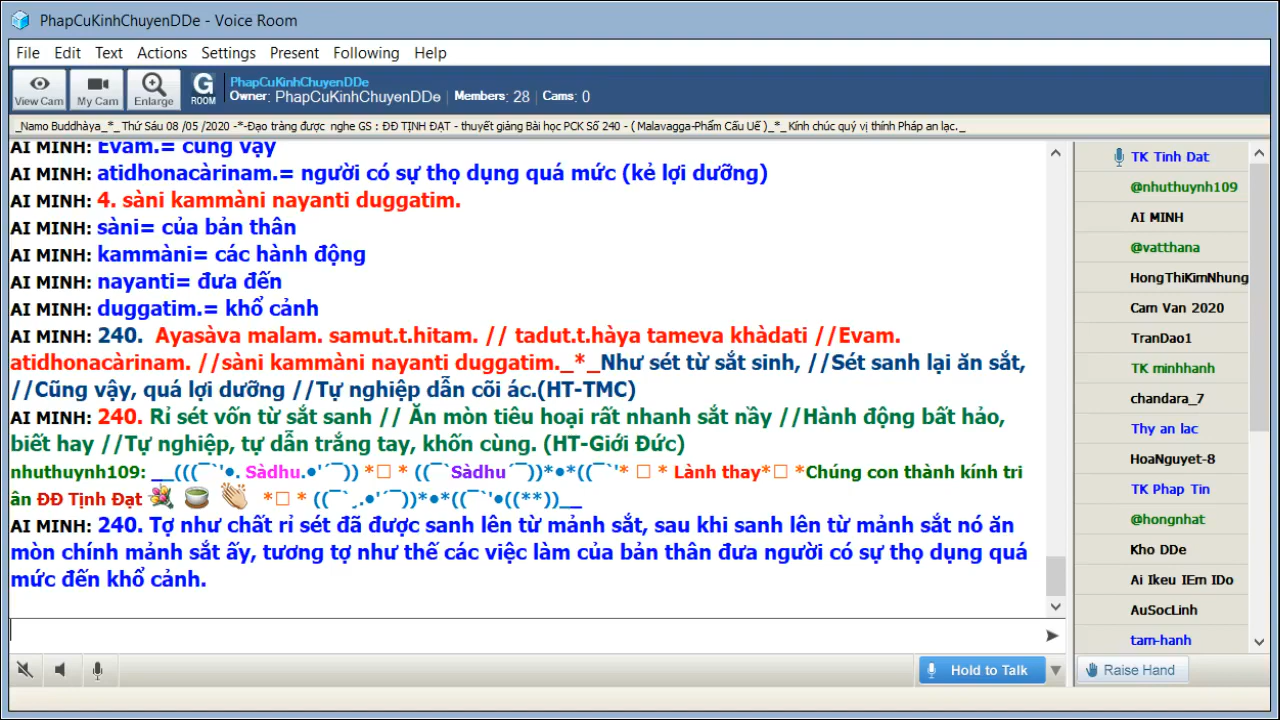 PhapCuKinhChuyenDDe - Voice Room
File Edit Text Actions Settings Present Following Help
View Cam My Cam Enlarge G ROOM
PhapCuKinhChuyenDDe
Owner: PhapCuKinhChuyenDDe Members: 28 Cams: 0
_Namo Buddhàya_*_ Thứ Sáu 08 /05 /2020 -*-Đạo tràng được nghe GS : ĐĐ TỊNH ĐẠT - thuyết giảng Bài học PCK Số 240 - ( Malavagga-Phẩm Cấu Uế )_*_ Kính chúc quý vị thính Pháp an lạc._
AI MINH: Evam.= cũng vậy
AI MINH: atidhonacàrinam.= người có sự thọ dụng quá mức (kẻ lợi dưỡng)
AI MINH: 4. sàni kammàni nayanti duggatim.
AI MINH: sàni= của bản thân
AI MINH: kammàni= các hành động
AI MINH: nayanti= đưa đến
AI MINH: duggatim.= khổ cảnh
AI MINH: 240. Ayasàva malam. samut.t.hitam. // tadut.t.hàya tameva khàdati //Evam.
atidhonacàrinam. //sàni kammàni nayanti duggatim._*_Như sét từ sắt sinh, //Sét sanh lại ăn sắt,
//Cũng vậy, quá lợi dưỡng //Tự nghiệp dẫn cõi ác.(HT-TMC)
AI MINH: 240. Rỉ sét vốn từ sắt sanh // Ăn mòn tiêu hoại rất nhanh sắt nầy //Hành động bất hảo,
biết hay //Tự nghiệp, tự dẫn trắng tay, khốn cùng. (HT-Giới Đức)
nhuthuynh109: __(((¯`'•. Sàdhu.•'´¯)) *□ * ((¯`Sàdhu´¯))*•*((¯`'* □ * Lành thay*□ *Chúng con thành kính tri
ân ĐĐ Tịnh Đạt 💐 🍵 👏 *□ * ((¯`¸.•'´¯))*•*((¯`'•((**))__
AI MINH: 240. Tợ như chất rỉ sét đã được sanh lên từ mảnh sắt, sau khi sanh lên từ mảnh sắt nó ăn
mòn chính mảnh sắt ấy, tương tợ như thế các việc làm của bản thân đưa người có sự thọ dụng quá
mức đến khổ cảnh.
Hold to Talk
TK Tinh Dat
@nhuthuynh109
AI MINH
@vatthana
HongThiKimNhung
Cam Van 2020
TranDao1
TK minhhanh
chandara_7
Thy an lac
HoaNguyet-8
TK Phap Tin
@hongnhat
Kho DDe
Ai Ikeu IEm IDo
AuSocLinh
tam-hanh
Raise Hand